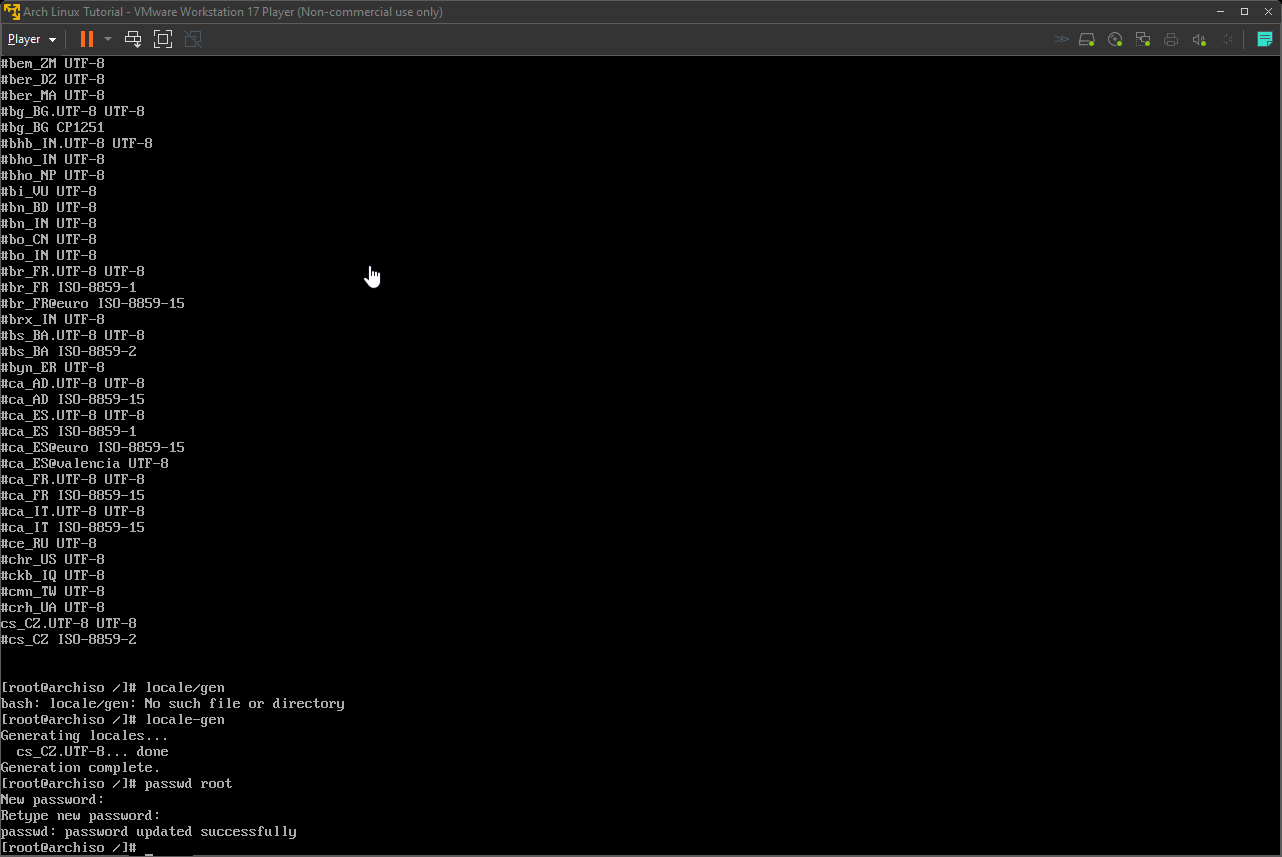 Arch Linux Tutorial - VMware Workstation 17 Player (Non-commercial use only)
Player
#bem_ZM UTF-8
#ber_DZ UTF-8
#ber_MA UTF-8
#bg_BG.UTF-8 UTF-8
#bg_BG CP1251
#bhb_IN.UTF-8 UTF-8
#bho_IN UTF-8
#bho_NP UTF-8
#bi_VU UTF-8
#bn_BD UTF-8
#bn_IN UTF-8
#bo_CN UTF-8
#bo_IN UTF-8
#br_FR.UTF-8 UTF-8
#br_FR ISO-8859-1
#br_FR@euro ISO-8859-15
#brx_IN UTF-8
#bs_BA.UTF-8 UTF-8
#bs_BA ISO-8859-2
#byn_ER UTF-8
#ca_AD.UTF-8 UTF-8
#ca_AD ISO-8859-15
#ca_ES.UTF-8 UTF-8
#ca_ES ISO-8859-1
#ca_ES@euro ISO-8859-15
#ca_ES@valencia UTF-8
#ca_FR.UTF-8 UTF-8
#ca_FR ISO-8859-15
#ca_IT.UTF-8 UTF-8
#ca_IT ISO-8859-15
#ce_RU UTF-8
#chr_US UTF-8
#ckb_IQ UTF-8
#cmn_TW UTF-8
#crh_UA UTF-8
cs_CZ.UTF-8 UTF-8
#cs_CZ ISO-8859-2
[root@archiso /]# locale/gen
bash: locale/gen: No such file or directory
[root@archiso /]# locale-gen
Generating locales...
  cs_CZ.UTF-8... done
Generation complete.
[root@archiso /]# passwd root
New password:
Retype new password:
passwd: password updated successfully
[root@archiso /]# _